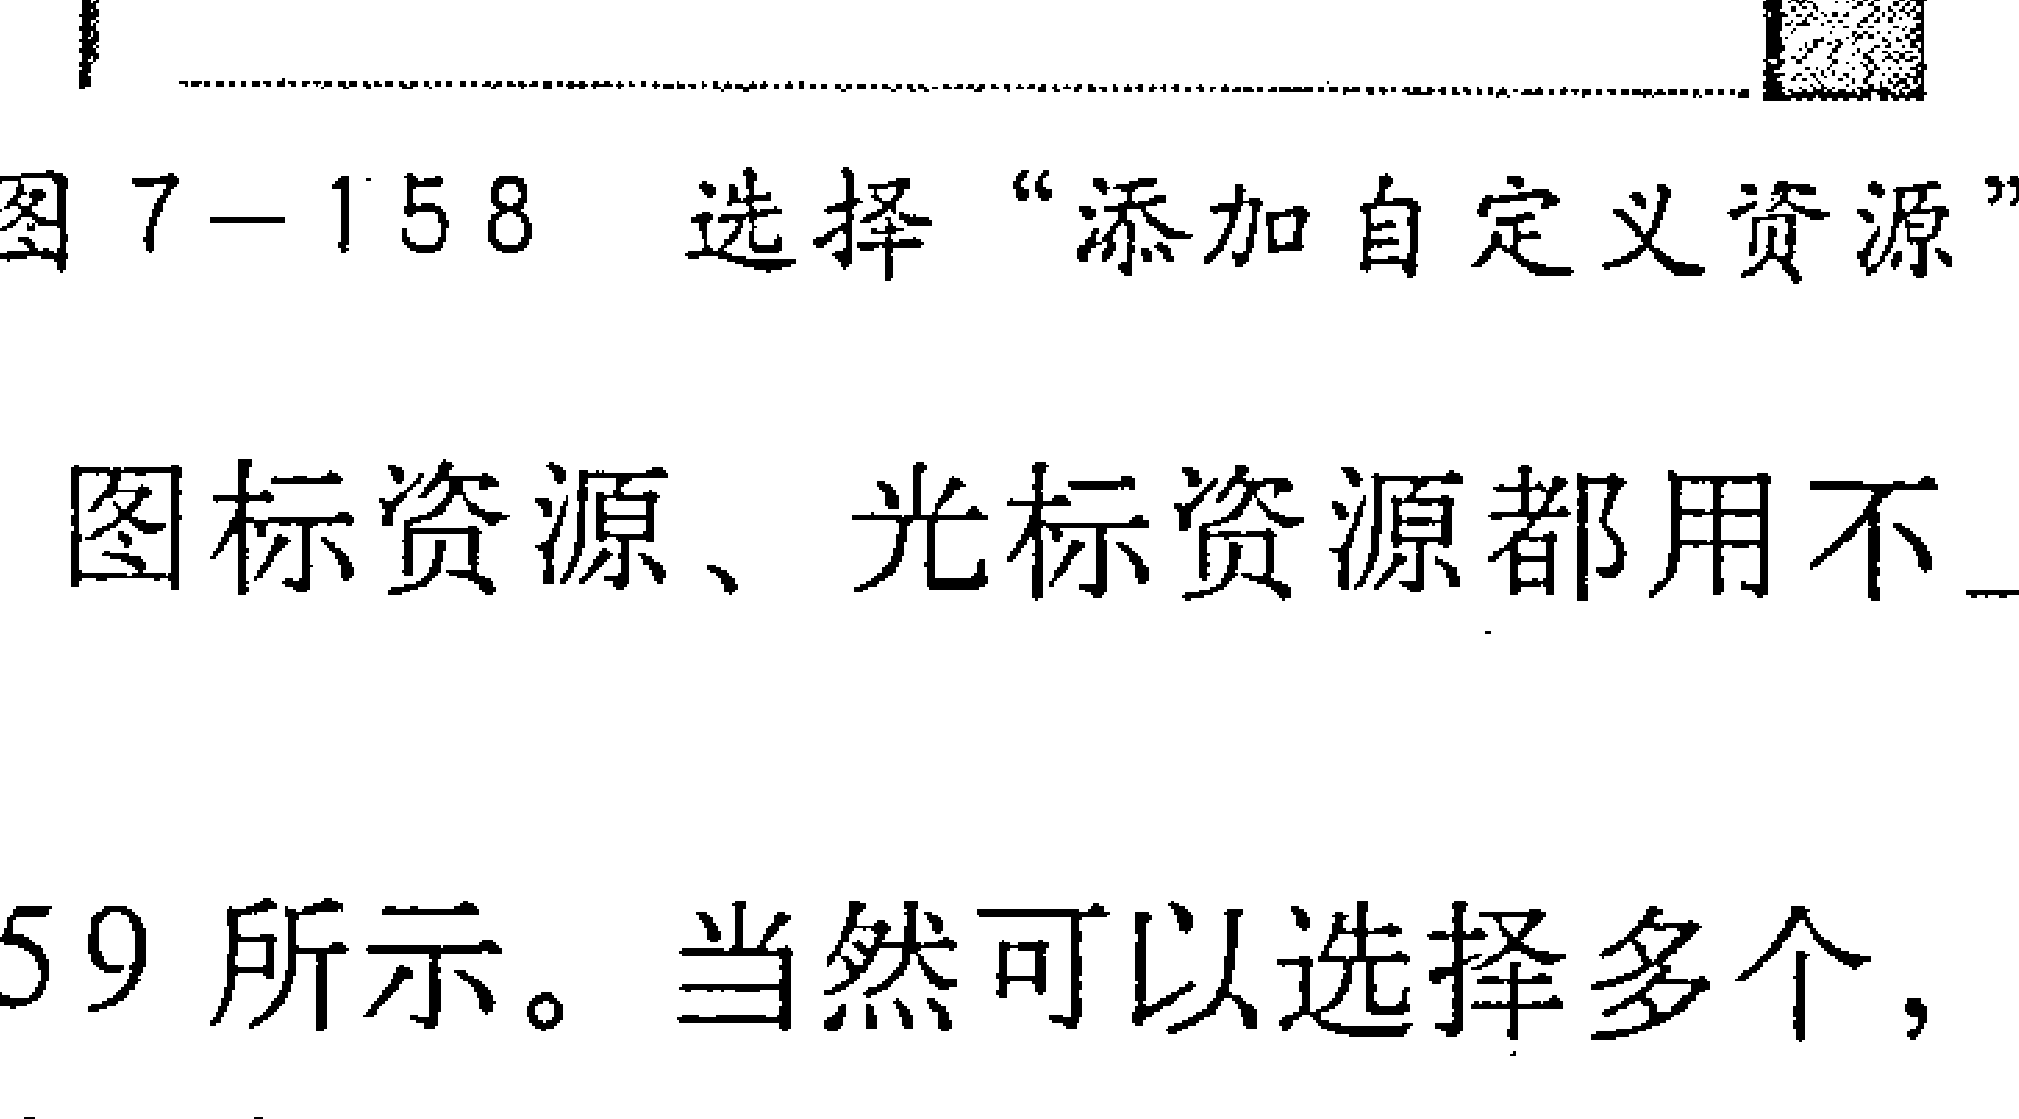 图 7－158 选择“添加自定义资源”
图标资源、光标资源都用不
59 所示。当然可以选择多个，